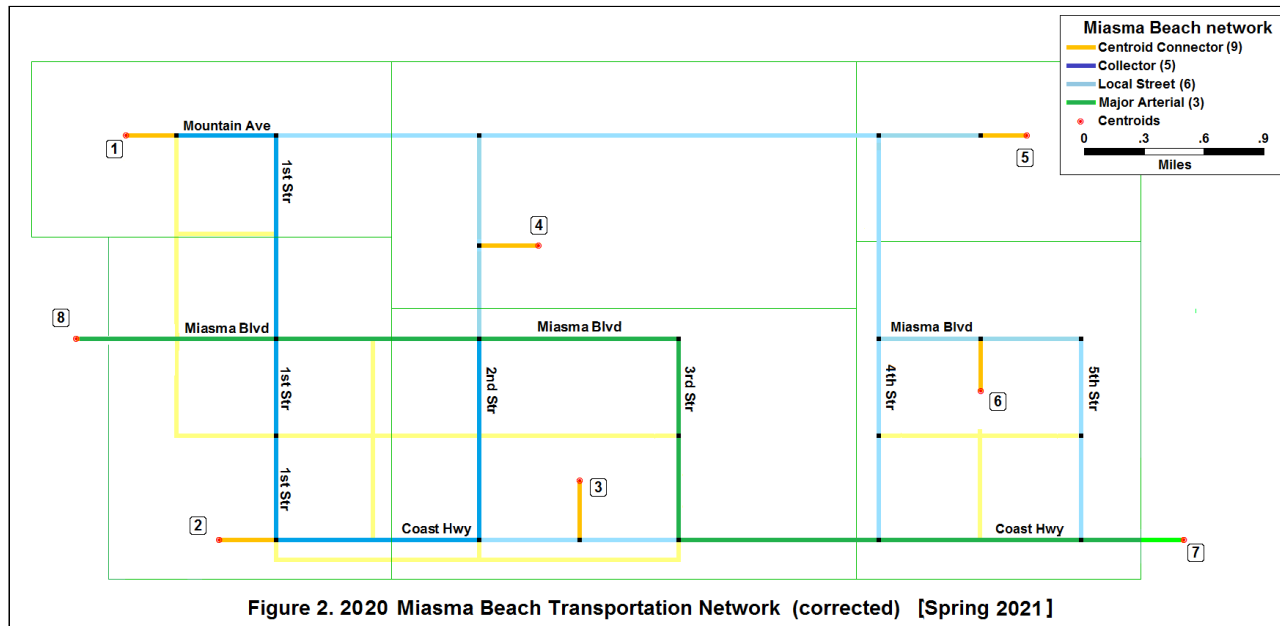 Miasma Beach network
Centroid Connector (9)
Collector (5)
Local Street (6)
Major Arterial (3)
Centroids
0 .3 .6 .9
Miles
Mountain Ave
1
1st Str
5
4
8
Miasma Blvd
Miasma Blvd
Miasma Blvd
1st Str
2nd Str
3rd Str
4th Str
5th Str
6
1st Str
3
2
Coast Hwy
Coast Hwy
7
Figure 2. 2020 Miasma Beach Transportation Network (corrected) [Spring 2021]